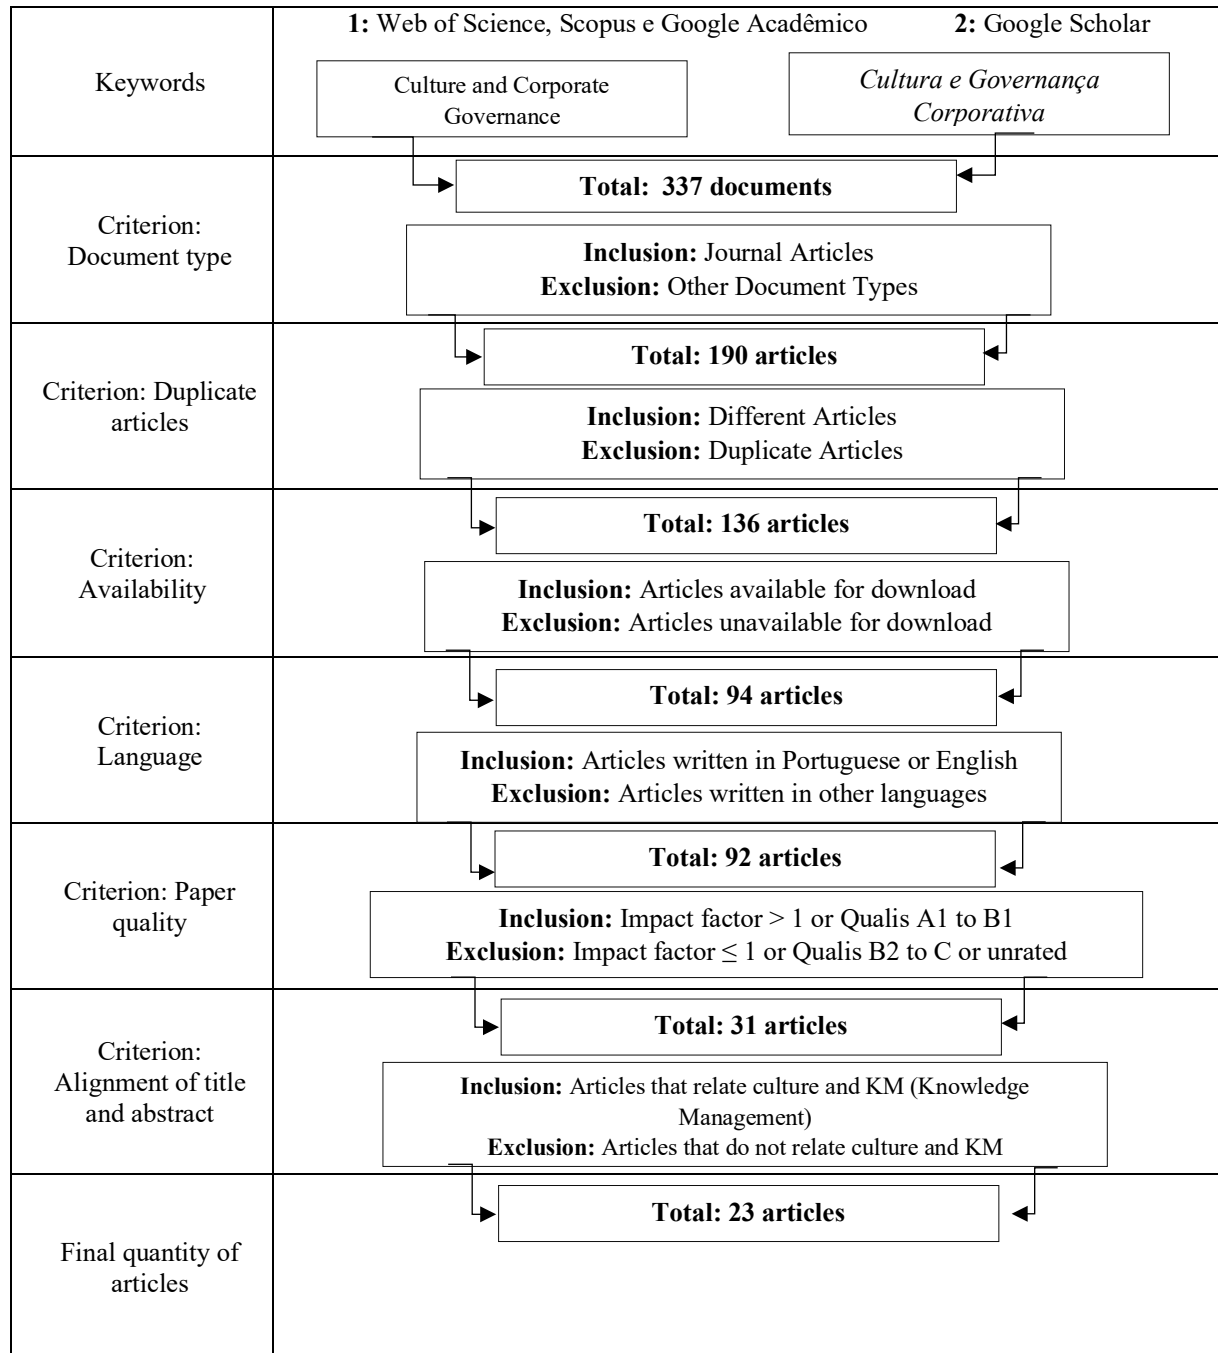 1: Web of Science, Scopus e Google Acadêmico 2: Google Scholar
Keywords
Culture and Corporate
Governance
Cultura e Governança
Corporativa
Total: 337 documents
Criterion:
Document type
Inclusion: Journal Articles
Exclusion: Other Document Types
Total: 190 articles
Criterion: Duplicate
articles
Inclusion: Different Articles
Exclusion: Duplicate Articles
Total: 136 articles
Criterion:
Availability
Inclusion: Articles available for download
Exclusion: Articles unavailable for download
Total: 94 articles
Criterion:
Language
Inclusion: Articles written in Portuguese or English
Exclusion: Articles written in other languages
Total: 92 articles
Criterion: Paper
quality
Inclusion: Impact factor > 1 or Qualis A1 to B1
Exclusion: Impact factor ≤ 1 or Qualis B2 to C or unrated
Total: 31 articles
Criterion:
Alignment of title
and abstract
Inclusion: Articles that relate culture and KM (Knowledge
Management)
Exclusion: Articles that do not relate culture and KM
Total: 23 articles
Final quantity of
articles